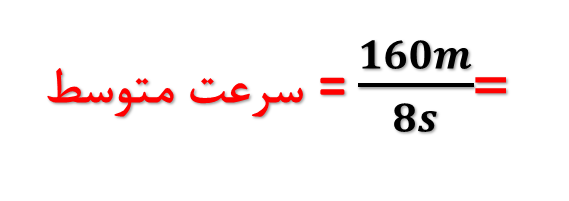 سرعت متوسط = 160m/8s =